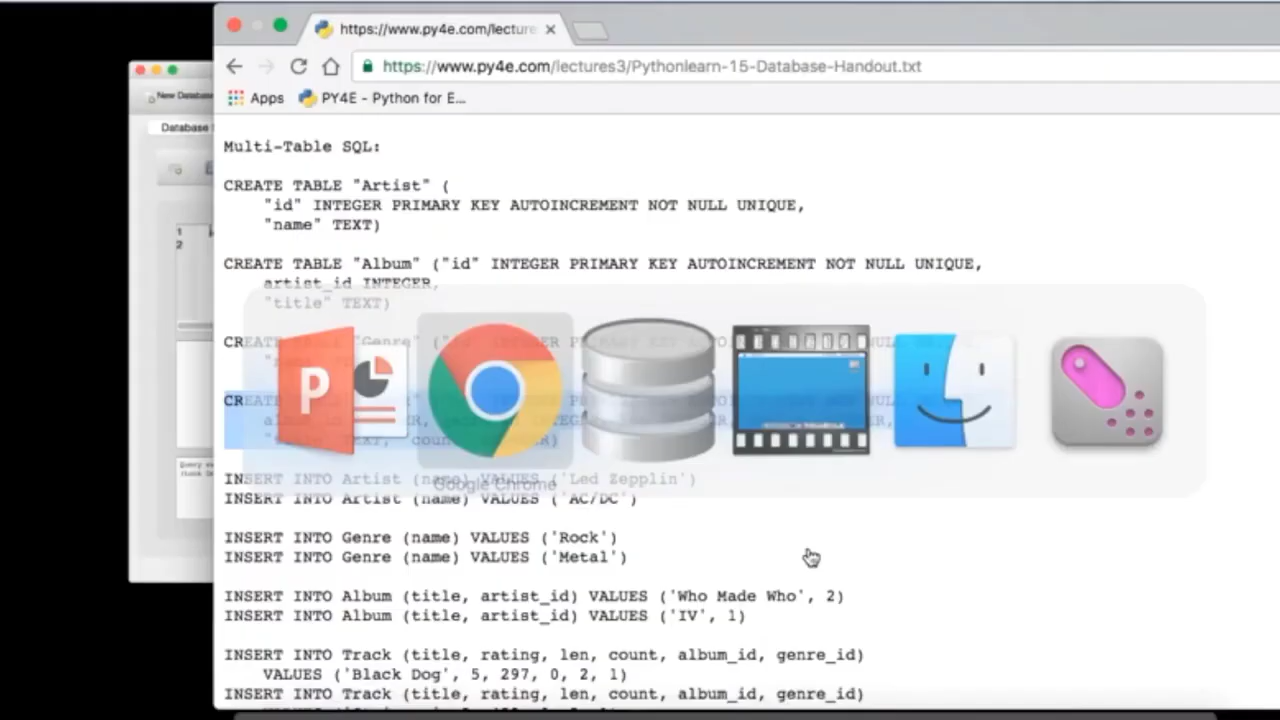 https://www.py4e.com/lecture
https://www.py4e.com/lectures3/Pythonlearn-15-Database-Handout.txt
Apps
PY4E - Python for E...
New Database
Database
1
2
Multi-Table SQL:
CREATE TABLE "Artist" (
"id" INTEGER PRIMARY KEY AUTOINCREMENT NOT NULL UNIQUE,
"name" TEXT)
CREATE TABLE "Album" ("id" INTEGER PRIMARY KEY AUTOINCREMENT NOT NULL UNIQUE,
artist_id INTEGER,
"title" TEXT)
P
INSERT INTO Artist (name) VALUES ('Led Zepplin')
Google Chrome
INSERT INTO Artist (name) VALUES ('AC/DC')
INSERT INTO Genre (name) VALUES ('Rock')
INSERT INTO Genre (name) VALUES ('Metal')
INSERT INTO Album (title, artist_id) VALUES ('Who Made Who', 2)
INSERT INTO Album (title, artist_id) VALUES ('IV', 1)
INSERT INTO Track (title, rating, len, count, album_id, genre_id)
VALUES ('Black Dog', 5, 297, 0, 2, 1)
INSERT INTO Track (title, rating, len, count, album_id, genre_id)